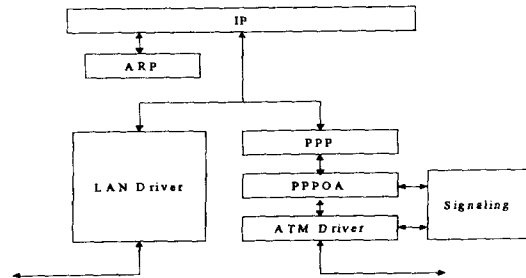 IP
ARP
PPP
LAN Driver
PPPOA
Signaling
ATM Driver